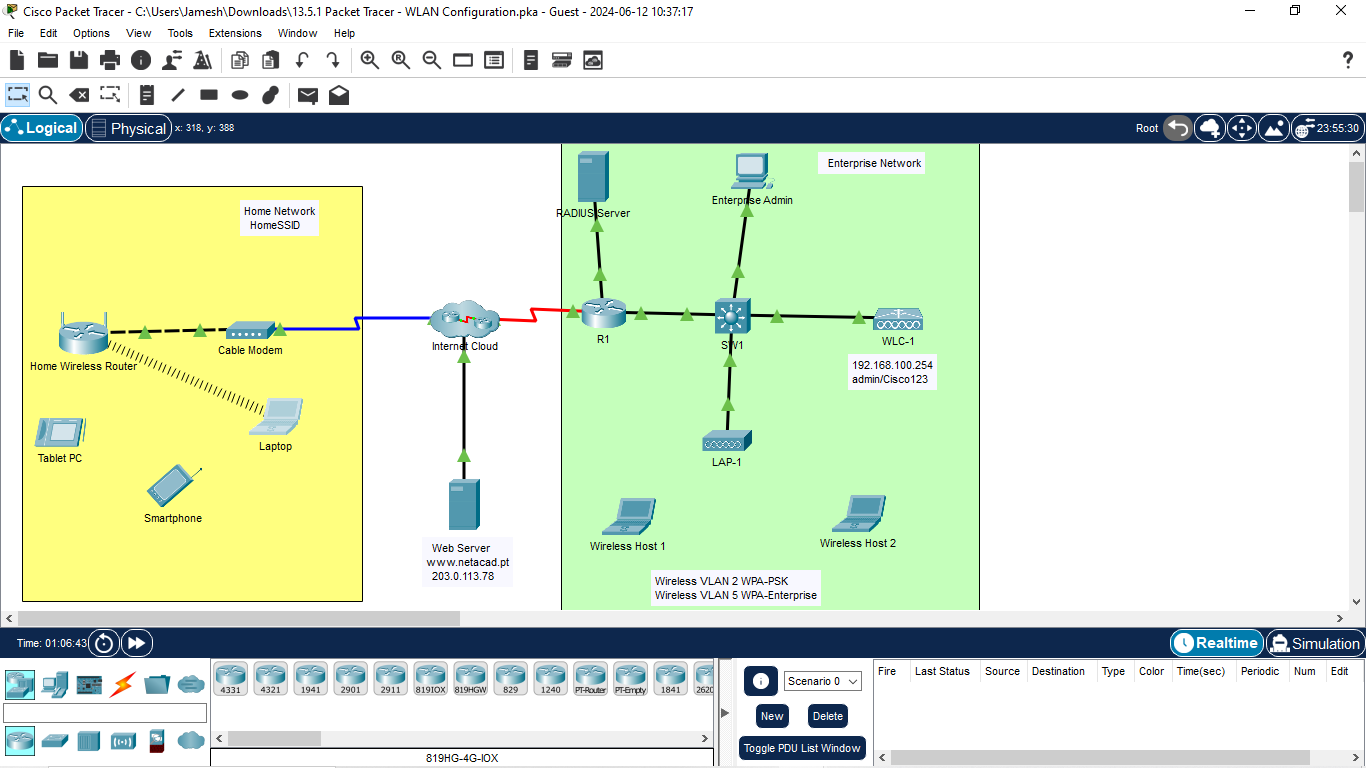 Cisco Packet Tracer - C:\Users\Jamesh\Downloads\13.5.1 Packet Tracer - WLAN Configuration.pka - Guest - 2024-06-12 10:37:17
File Edit Options View Tools Extensions Window Help
Logical Physical x: 318, y: 388 Root 23:55:30
Enterprise Network
Enterprise Admin
RADIUS Server
Home Network
HomeSSID
R1
SW1
WLC-1
Internet Cloud
Cable Modem
Home Wireless Router
192.168.100.254
admin/Cisco123
Laptop
Tablet PC
LAP-1
Smartphone
Wireless Host 1
Wireless Host 2
Web Server
www.netacad.pt
203.0.113.78
Wireless VLAN 2 WPA-PSK
Wireless VLAN 5 WPA-Enterprise
Time: 01:06:43 Realtime Simulation
4331 4321 1941 2901 2911 819IOX 819HGW 829 1240 PT-Router PT-Empty 1841 2620
819HG-4G-IOX
Scenario 0
New Delete
Toggle PDU List Window
Fire Last Status Source Destination Type Color Time(sec) Periodic Num Edit